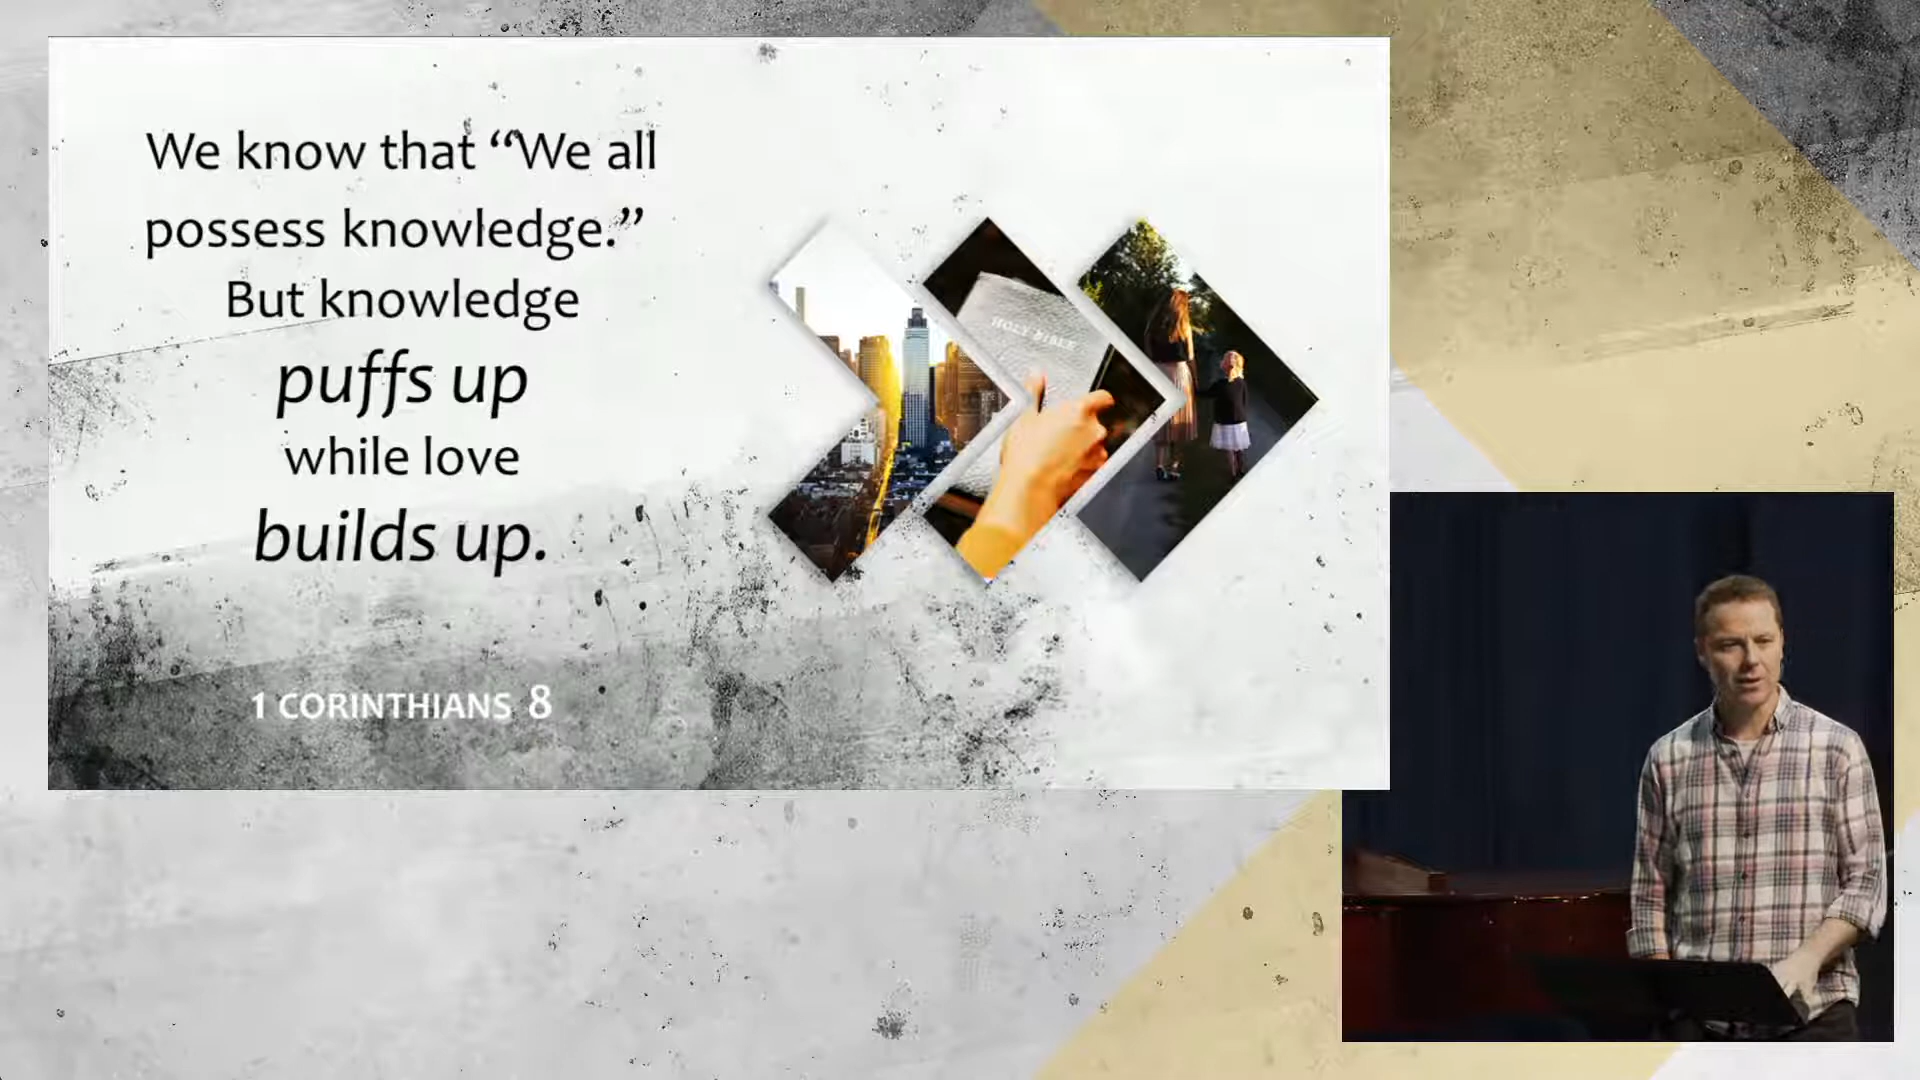 We know that “We all
possess knowledge.”
But knowledge
puffs up
while love
builds up.
1 CORINTHIANS 8
HOLY BIBLE